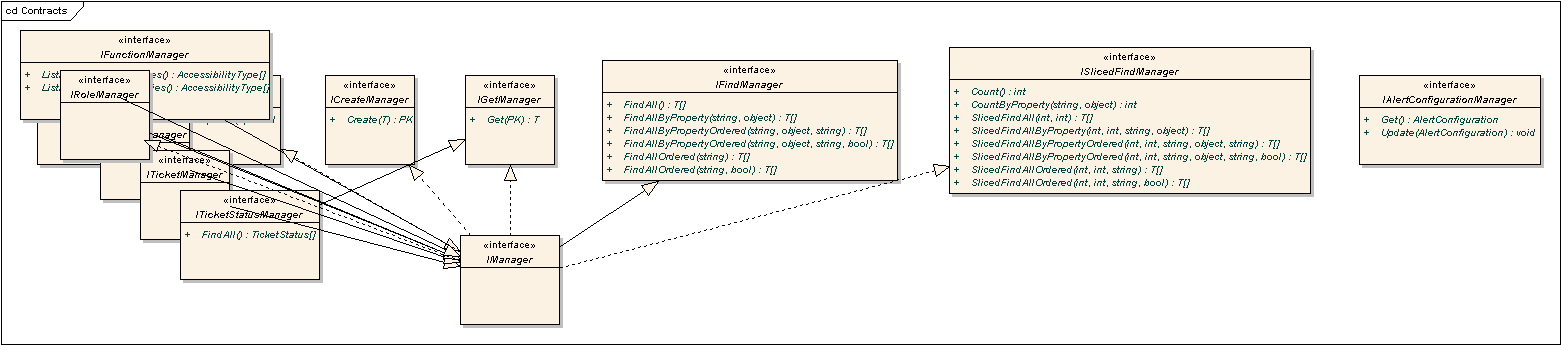 cd Contracts
«interface»
IFunctionManager
+ List
ies() : AccessibilityType[]
+ List
cies() : AccessibilityType[]
«interface»
IRoleManager
anager
«interface»
ITicketManager
«interface»
ITicketStatusManager
+ FindAll() : TicketStatus[]
«interface»
ICreateManager
+ Create(T) : PK
«interface»
IGetManager
+ Get(PK) : T
«interface»
IManager
«interface»
IFindManager
+ FindAll() : T[]
+ FindAllByProperty(string, object) : T[]
+ FindAllByPropertyOrdered(string, object, string) : T[]
+ FindAllByPropertyOrdered(string, object, string, bool) : T[]
+ FindAllOrdered(string) : T[]
+ FindAllOrdered(string, bool) : T[]
«interface»
ISlicedFindManager
+ Count() : int
+ CountByProperty(string, object) : int
+ SlicedFindAll(int, int) : T[]
+ SlicedFindAllByProperty(int, int, string, object) : T[]
+ SlicedFindAllByPropertyOrdered(int, int, string, object, string) : T[]
+ SlicedFindAllByPropertyOrdered(int, int, string, object, string, bool) : T[]
+ SlicedFindAllOrdered(int, int, string) : T[]
+ SlicedFindAllOrdered(int, int, string, bool) : T[]
«interface»
IAlertConfigurationManager
+ Get() : AlertConfiguration
+ Update(AlertConfiguration) : void